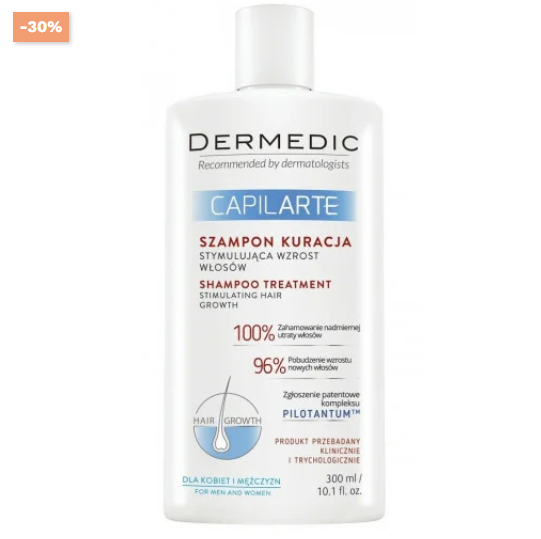 -30%
DERMEDIC
Recommended by dermatologists
CAPILARTE
SZAMPON KURACJA
STYMULUJĄCA WZROST
WŁOSÓW
SHAMPOO TREATMENT
STIMULATING HAIR
GROWTH
100% Zahamowanie nadmiernej
utraty włosów
96% Pobudzenie wzrostu
nowych włosów
Zgłoszenie patentowe
kompleksu
PILOTANTUM™
HAIR GROWTH
PRODUKT PRZEBADANY
KLINICZNIE
I TRYCHOLOGICZNIE
DLA KOBIET I MĘŻCZYZN
FOR MEN AND WOMEN
300 ml /
10.1 fl. oz.